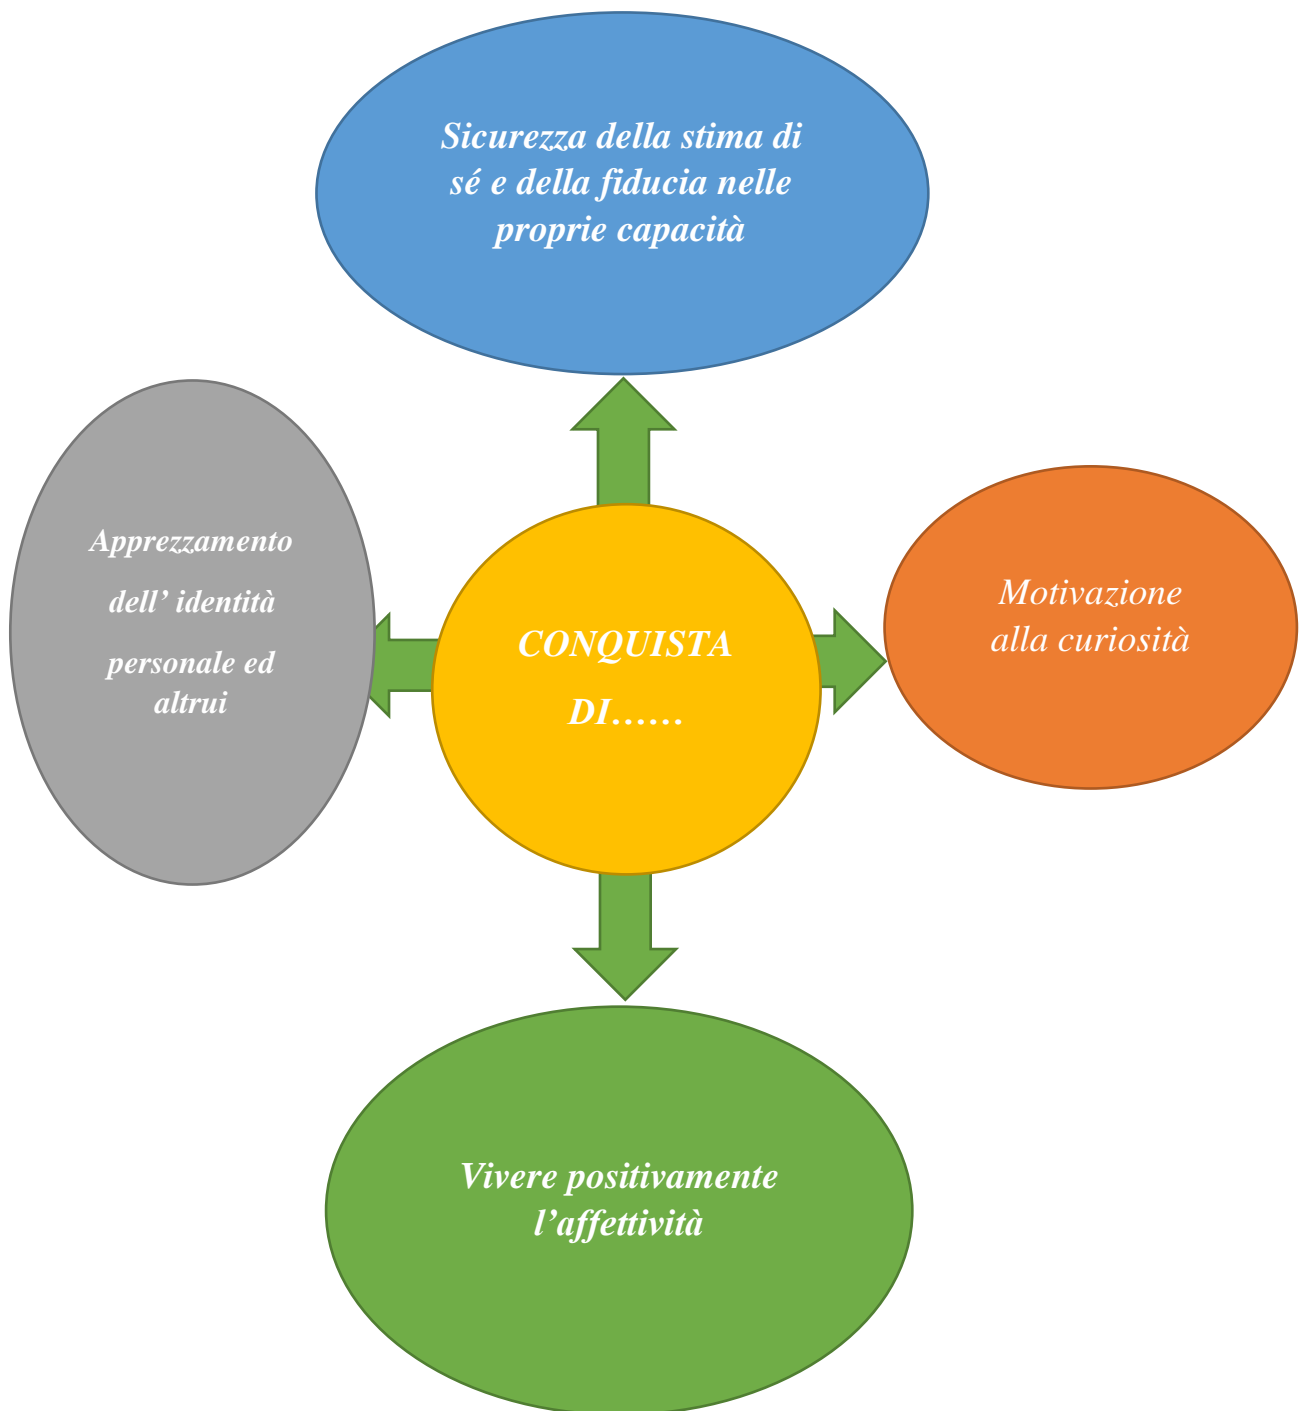 Sicurezza della stima di
sé e della fiducia nelle
proprie capacità
Apprezzamento
dell’ identità
personale ed
altrui
CONQUISTA
DI……
Motivazione
alla curiosità
Vivere positivamente
l’affettività